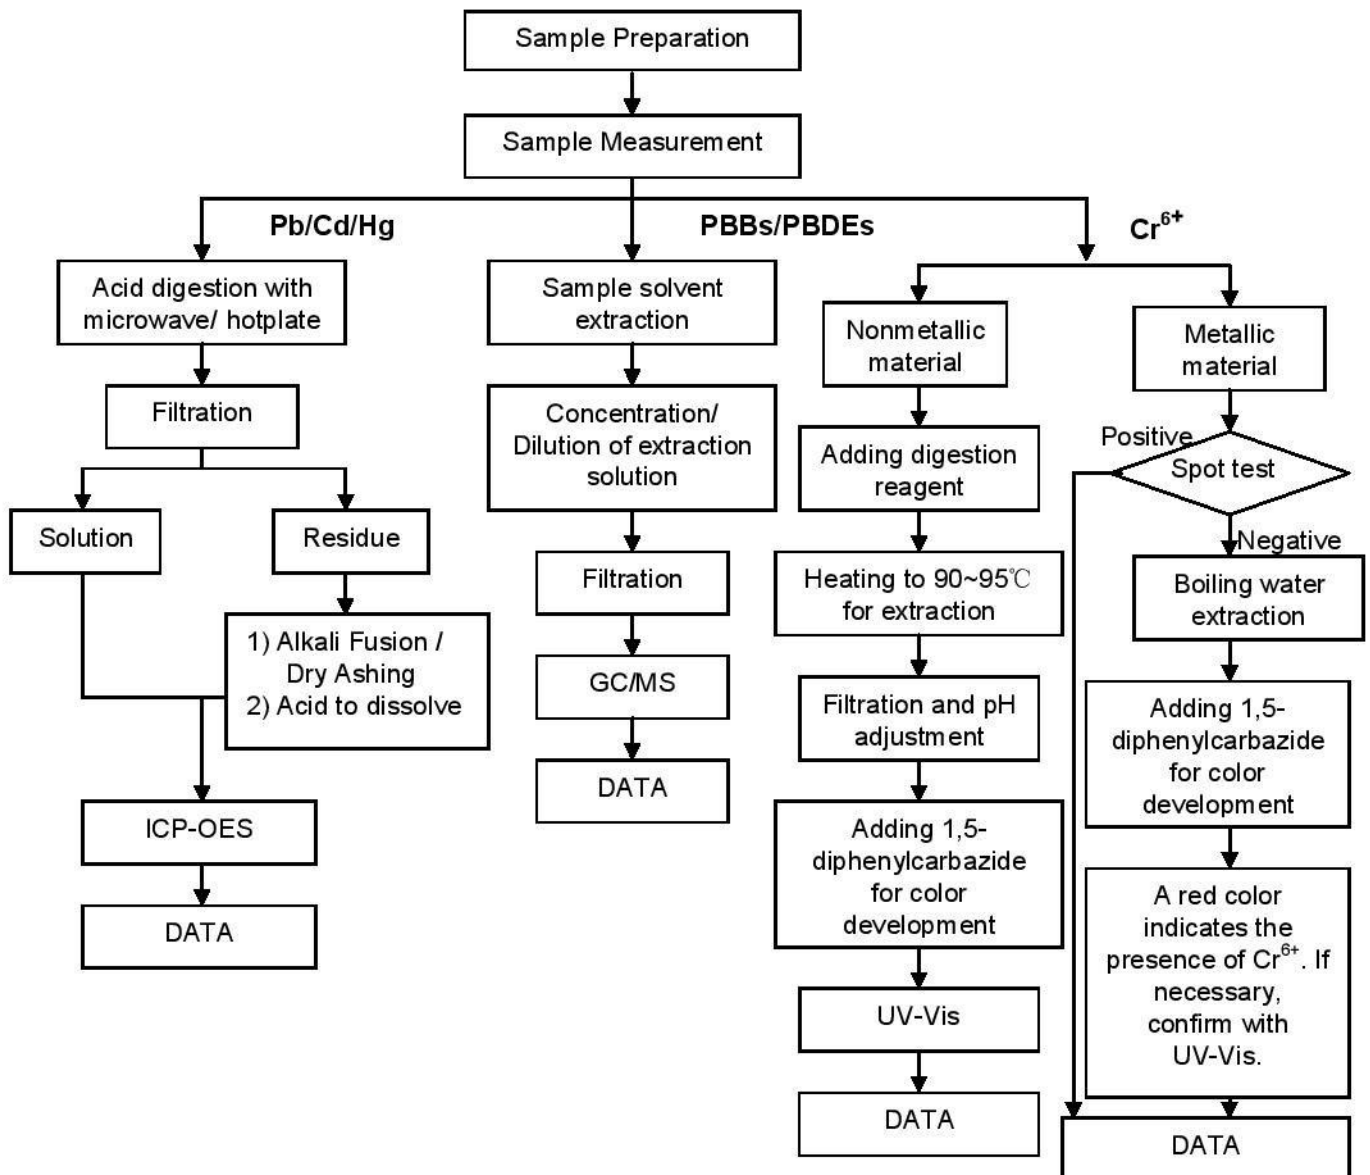 Sample Preparation
Sample Measurement
Pb/Cd/Hg
PBBs/PBDEs
Cr⁶⁺
Acid digestion with
microwave/ hotplate
Filtration
Solution
Residue
1) Alkali Fusion /
Dry Ashing
2) Acid to dissolve
ICP-OES
DATA
Sample solvent
extraction
Concentration/
Dilution of extraction
solution
Filtration
GC/MS
DATA
Nonmetallic
material
Adding digestion
reagent
Heating to 90~95℃
for extraction
Filtration and pH
adjustment
Adding 1,5-
diphenylcarbazide
for color
development
UV-Vis
DATA
Metallic
material
Positive
Spot test
Negative
Boiling water
extraction
Adding 1,5-
diphenylcarbazide
for color
development
A red color
indicates the
presence of Cr⁶⁺. If
necessary,
confirm with
UV-Vis.
DATA